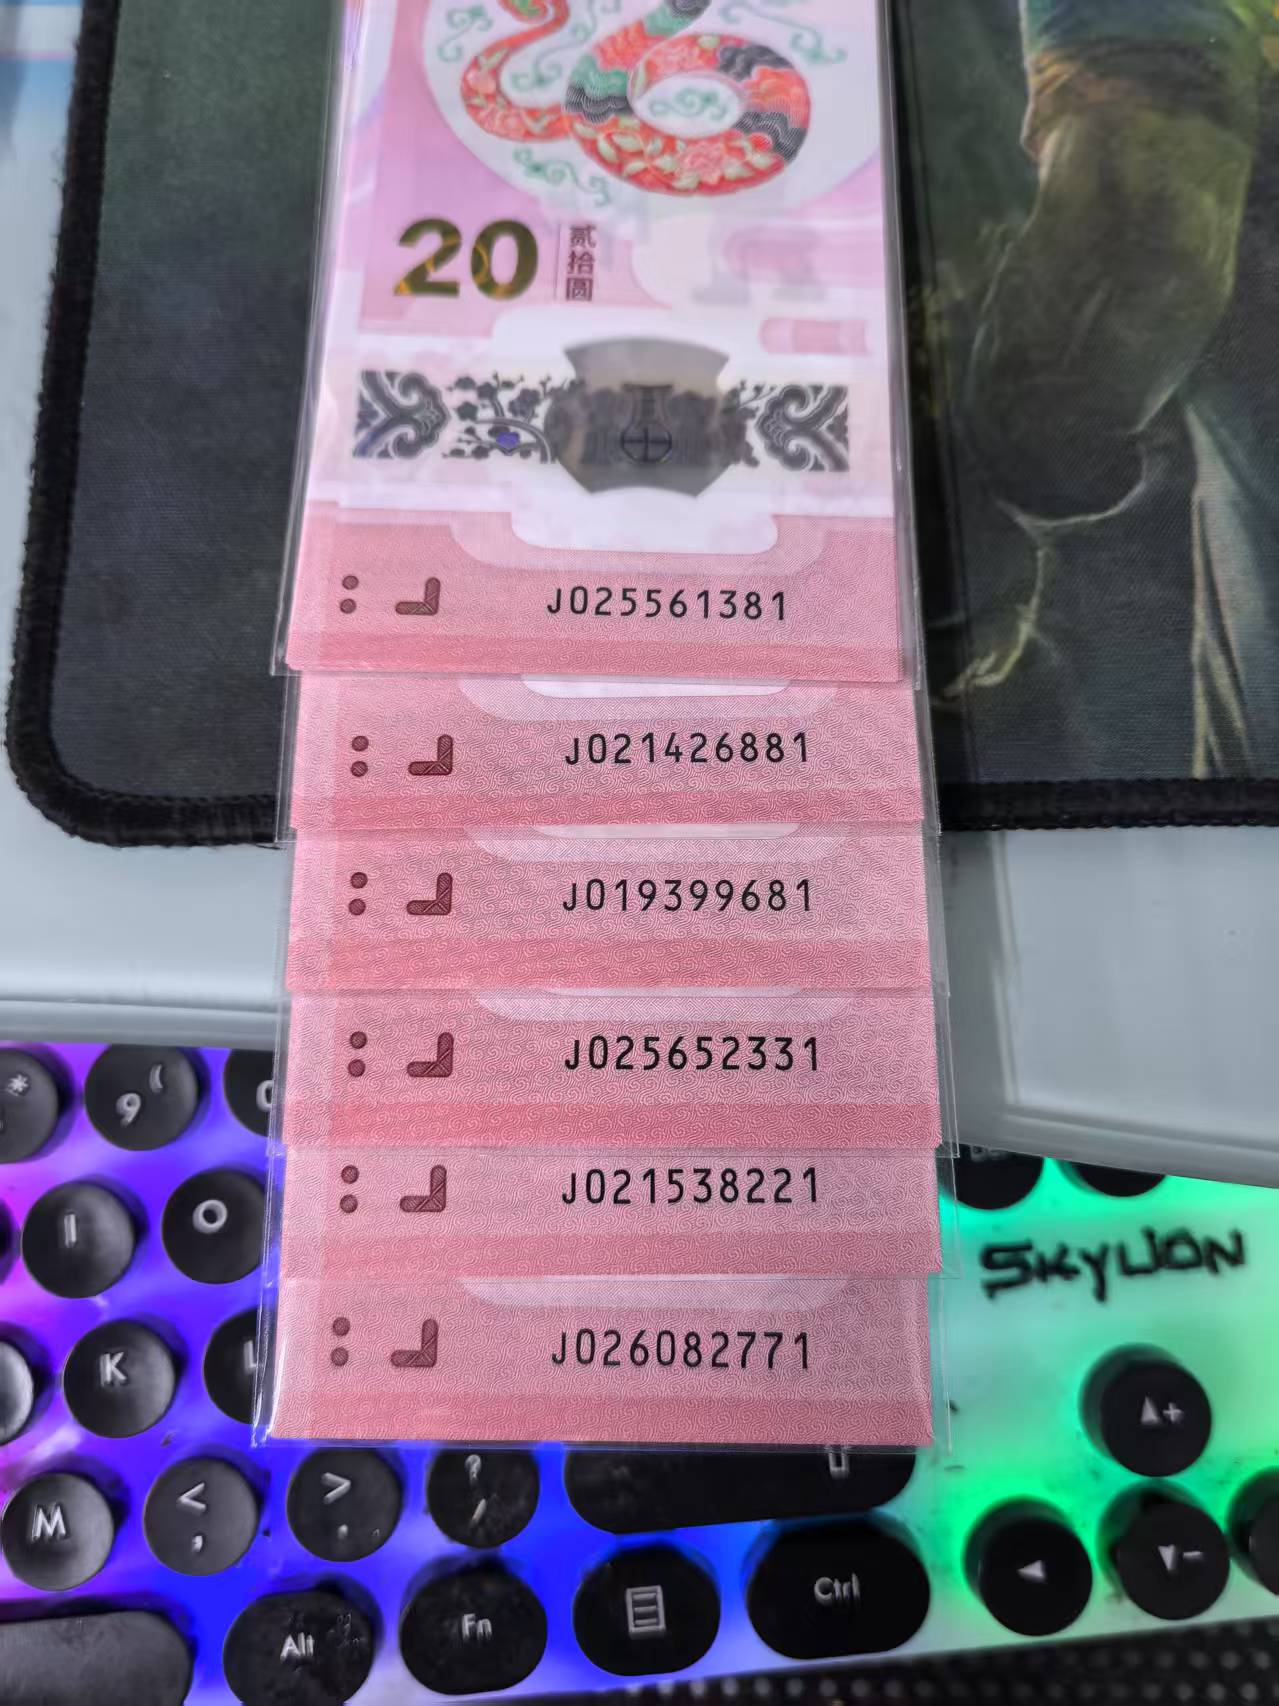 20 贰拾圆
J025561381
J021426881
J019399681
J025652331
J021538221
J026082771
*
9 (
I O
SKYLION
K L
M < , > . ?
Alt Fn Ctrl
+
-